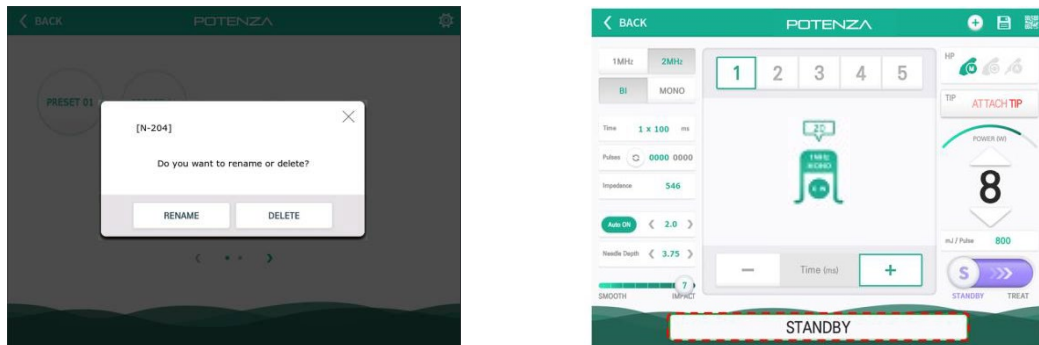 BACK
POTENZA
PRESET 01
[N-204]
Do you want to rename or delete?
RENAME
DELETE
BACK
POTENZA
1MHz
2MHz
BI
MONO
Time
1 x 100
ms
Pulses
0000 0000
Impedance
546
Auto ON
2.0
Needle Depth
3.75
7
SMOOTH
IMPACT
1 2 3 4 5
1MHz
MONO
Time (ms)
HP
TIP
ATTACH TIP
POWER (W)
8
mJ / Pulse
800
S
STANDBY
TREAT
STANDBY